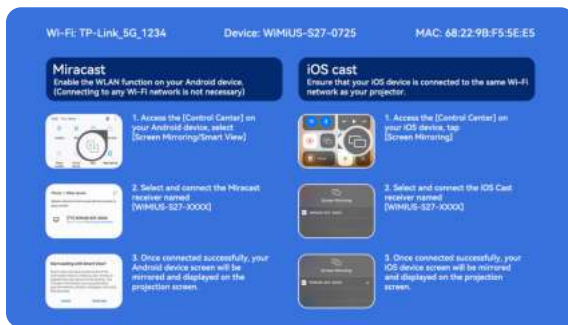 Wi-Fi: TP-Link_5G_1234
Device: WiMiUS-S27-0725
MAC: 68:22:9B:F5:5E:E5
Miracast
Enable the WLAN function on your Android device.
(Connecting to any Wi-Fi network is not necessary)
1. Access the [Control Center] on
your Android device, select
[Screen Mirroring/Smart View]
2. Select and connect the Miracast
receiver named
[WiMiUS-S27-XXXX]
3. Once connected successfully, your
Android device screen will be
mirrored and displayed on the
projection screen.
iOS cast
Ensure that your iOS device is connected to the same Wi-Fi
network as your projector.
1. Access the [Control Center] on
your iOS device, tap
[Screen Mirroring]
2. Select and connect the iOS Cast
receiver named
[WiMiUS-S27-XXXX]
Screen Mirroring
3. Once connected successfully, your
iOS device screen will be mirrored
and displayed on the projection
screen.
Screen Mirroring